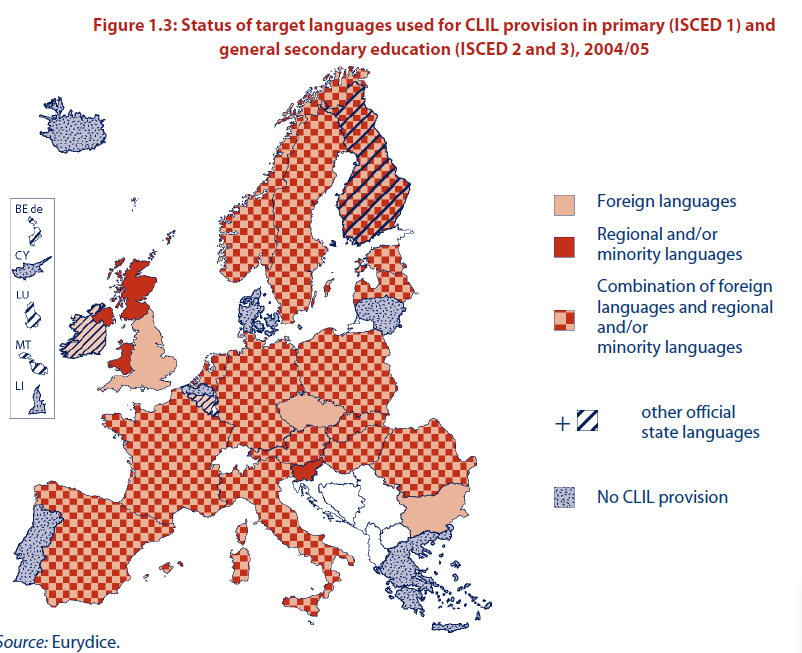 Figure 1.3: Status of target languages used for CLIL provision in primary (ISCED 1) and
general secondary education (ISCED 2 and 3), 2004/05
BE de
CY
LU
MT
LI
Foreign languages
Regional and/or
minority languages
Combination of foreign
languages and regional
and/or
minority languages
+
other official
state languages
No CLIL provision
Source: Eurydice.